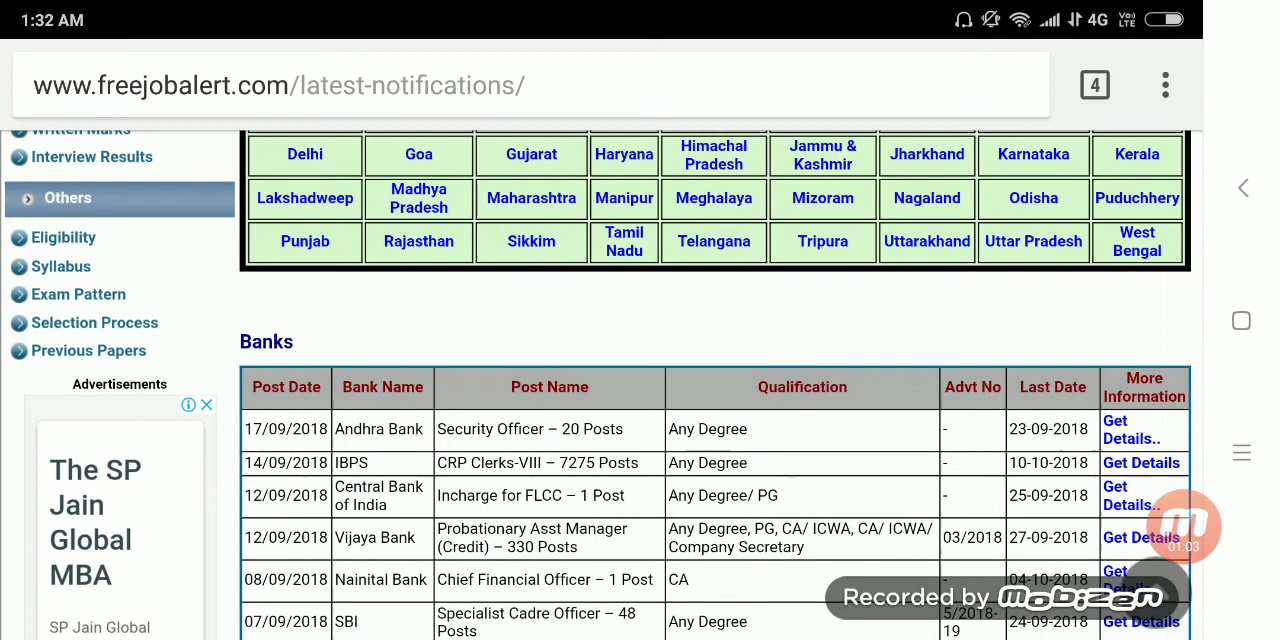 1:32 AM
4G
Vo))
LTE
www.freejobalert.com/latest-notifications/
4
Written Marks
Interview Results
Others
Eligibility
Syllabus
Exam Pattern
Selection Process
Previous Papers
Advertisements
The SP
Jain
Global
MBA
SP Jain Global
Delhi Goa Gujarat Haryana Himachal Pradesh Jammu & Kashmir Jharkhand Karnataka Kerala
Lakshadweep Madhya Pradesh Maharashtra Manipur Meghalaya Mizoram Nagaland Odisha Puducherry
Punjab Rajasthan Sikkim Tamil Nadu Telangana Tripura Uttarakhand Uttar Pradesh West Bengal
Banks
Post Date Bank Name Post Name Qualification Advt No Last Date More Information
17/09/2018 Andhra Bank Security Officer – 20 Posts Any Degree - 23-09-2018 Get Details..
14/09/2018 IBPS CRP Clerks-VIII – 7275 Posts Any Degree - 10-10-2018 Get Details
12/09/2018 Central Bank of India Incharge for FLCC – 1 Post Any Degree/ PG - 25-09-2018 Get Details..
12/09/2018 Vijaya Bank Probationary Asst Manager (Credit) – 330 Posts Any Degree, PG, CA/ ICWA, CA/ ICWA/ Company Secretary 03/2018 27-09-2018 Get Details
08/09/2018 Nainital Bank Chief Financial Officer – 1 Post CA - 04-10-2018 Get Details..
07/09/2018 SBI Specialist Cadre Officer – 48 Posts Any Degree 5/2018-19 24-09-2018 Get Details
01:03
Recorded by mobizen